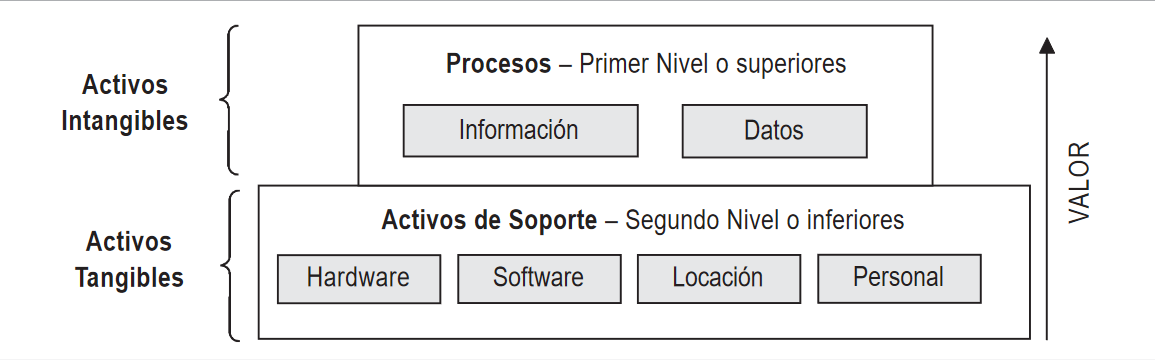 Activos
Intangibles
Procesos – Primer Nivel o superiores
Información
Datos
Activos
Tangibles
Activos de Soporte – Segundo Nivel o inferiores
Hardware
Software
Locación
Personal
VALOR